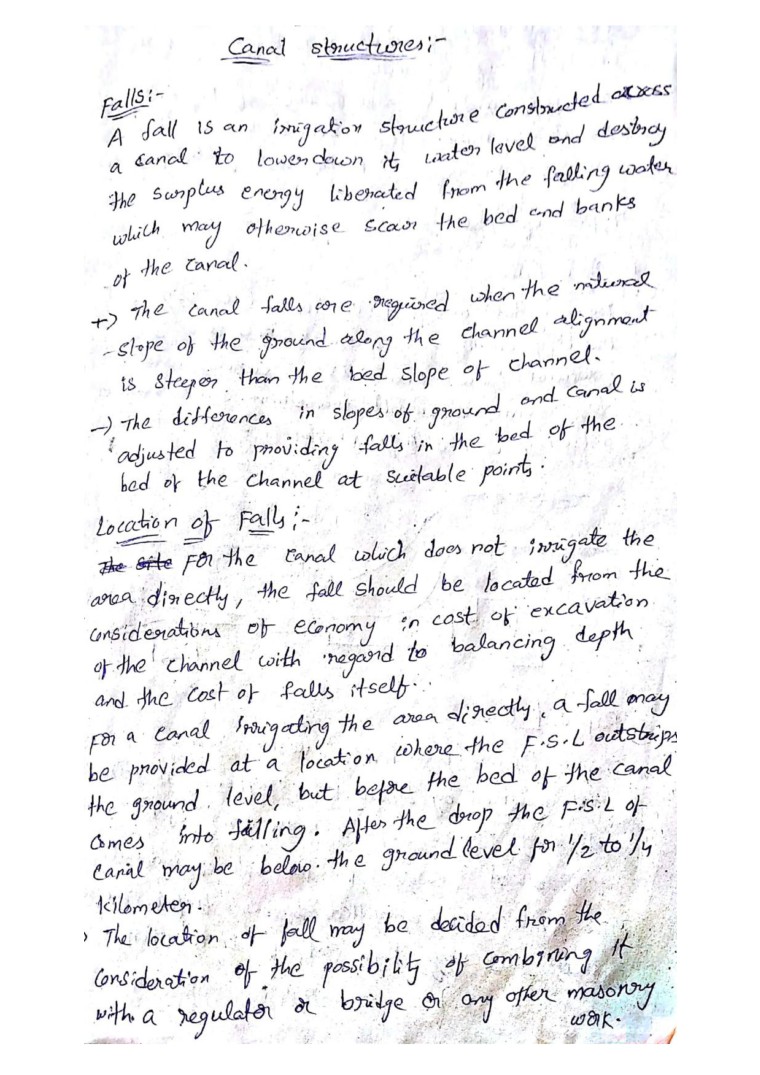 Canal structures:-
Falls:-
A fall is an irrigation structure constructed across
a canal to lowerdown its water level and destroy
the surplus energy liberated from the falling water
which may otherwise scour the bed and banks
of the canal.
+> The canal falls are required when the natural
-slope of the ground along the channel alignment
is steeper than the bed slope of channel.
-> The differences in slopes of ground and canal is
adjusted to providing falls in the bed of the
bed of the channel at suitable points.
Location of Falls:-
The site For the canal which does not irrigate the
area directly, the fall should be located from the
considerations of economy in cost of excavation
of the channel with regard to balancing depth
and the cost of falls itself.
For a canal irrigating the area directly, a fall may
be provided at a location where the F.S.L outstrips
the ground level, but before the bed of the canal
comes into filling. After the drop the F.S.L of
canal may be below the ground level for 1/2 to 1/4
kilometer.
> The location of fall may be decided from the
consideration of the possibility of combining it
with a regulator or bridge or any other masonry
work.